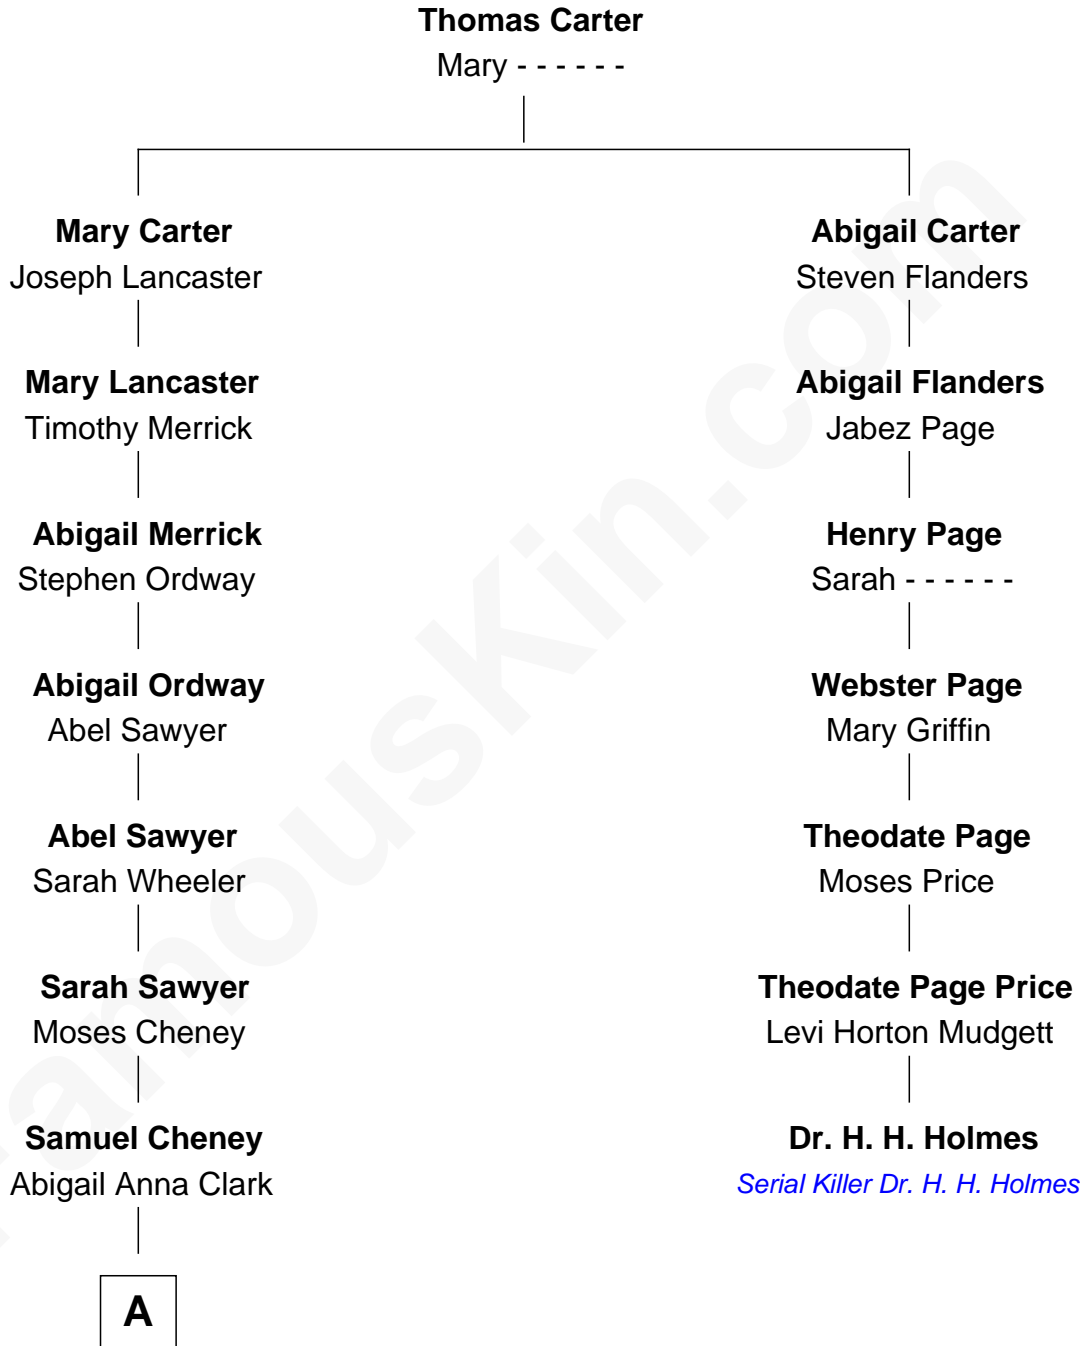 Thomas Carter
Mary - - - - - -
Mary Carter
Joseph Lancaster
Abigail Carter
Steven Flanders
Mary Lancaster
Timothy Merrick
Abigail Flanders
Jabez Page
Abigail Merrick
Stephen Ordway
Henry Page
Sarah - - - - - -
Abigail Ordway
Abel Sawyer
Webster Page
Mary Griffin
Abel Sawyer
Sarah Wheeler
Theodate Page
Moses Price
Sarah Sawyer
Moses Cheney
Theodate Page Price
Levi Horton Mudgett
Samuel Cheney
Abigail Anna Clark
Dr. H. H. Holmes
Serial Killer Dr. H. H. Holmes
A
FamousKin.com